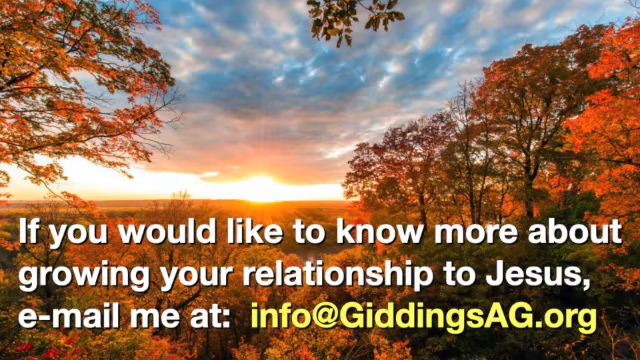 If you would like to know more about
growing your relationship to Jesus,
e-mail me at:  info@GiddingsAG.org